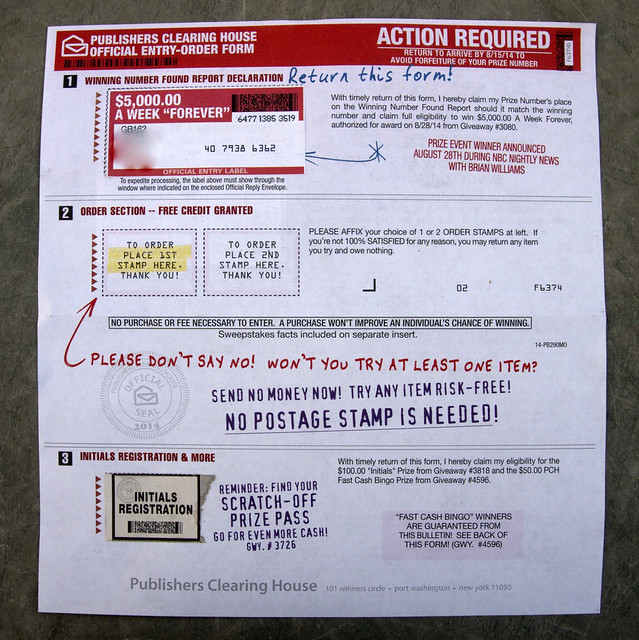 PUBLISHERS CLEARING HOUSE
OFFICIAL ENTRY-ORDER FORM
ACTION REQUIRED
RETURN TO ARRIVE BY 8/15/14 TO
AVOID FORFEITURE OF YOUR PRIZE NUMBER
F63740
1 WINNING NUMBER FOUND REPORT DECLARATION Return this form!
$5,000.00
A WEEK "FOREVER"
6477 1385 3519
GB162
40 7938 6362
OFFICIAL ENTRY LABEL
To expedite processing, the label above must show through the
window where indicated on the enclosed Official Reply Envelope.
With timely return of this form, I hereby claim my Prize Number's place
on the Winning Number Found Report should it match the winning
number and claim full eligibility to win $5,000.00 A Week Forever,
authorized for award on 8/28/14 from Giveaway #3080.
PRIZE EVENT WINNER ANNOUNCED
AUGUST 28TH DURING NBC NIGHTLY NEWS
WITH BRIAN WILLIAMS
2 ORDER SECTION -- FREE CREDIT GRANTED
TO ORDER
PLACE 1ST
STAMP HERE.
THANK YOU!
TO ORDER
PLACE 2ND
STAMP HERE.
THANK YOU!
PLEASE AFFIX your choice of 1 or 2 ORDER STAMPS at left. If
you're not 100% SATISFIED for any reason, you may return any item
you try and owe nothing.
02 F6374
NO PURCHASE OR FEE NECESSARY TO ENTER. A PURCHASE WON'T IMPROVE AN INDIVIDUAL'S CHANCE OF WINNING.
Sweepstakes facts included on separate insert.
14-PB290MO
PLEASE DON'T SAY NO! WON'T YOU TRY AT LEAST ONE ITEM?
OFFICIAL
SEAL
2014
SEND NO MONEY NOW! TRY ANY ITEM RISK-FREE!
NO POSTAGE STAMP IS NEEDED!
3 INITIALS REGISTRATION & MORE
INITIALS
REGISTRATION
REMINDER: FIND YOUR
SCRATCH-OFF
PRIZE PASS
GO FOR EVEN MORE CASH!
GWY. # 3726
With timely return of this form, I hereby claim my eligibility for the
$100.00 "Initials" Prize from Giveaway #3818 and the $50.00 PCH
Fast Cash Bingo Prize from Giveaway #4596.
"FAST CASH BINGO" WINNERS
ARE GUARANTEED FROM
THIS BULLETIN! SEE BACK OF
THIS FORM! (GWY. #4596)
Publishers Clearing House 101 winners circle • port washington • new york 11050